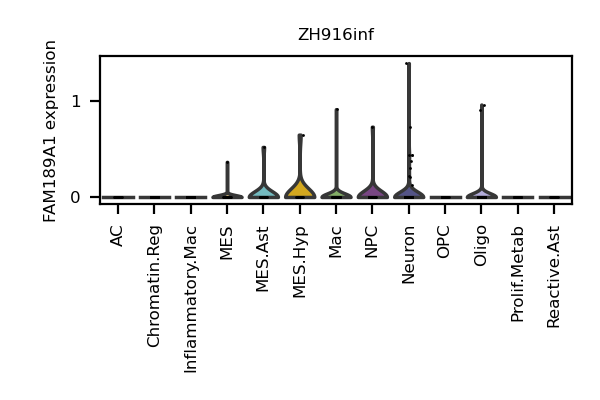 ZH916inf
FAM189A1 expression
1
0
AC
Chromatin.Reg
Inflammatory.Mac
MES
MES.Ast
MES.Hyp
Mac
NPC
Neuron
OPC
Oligo
Prolif.Metab
Reactive.Ast